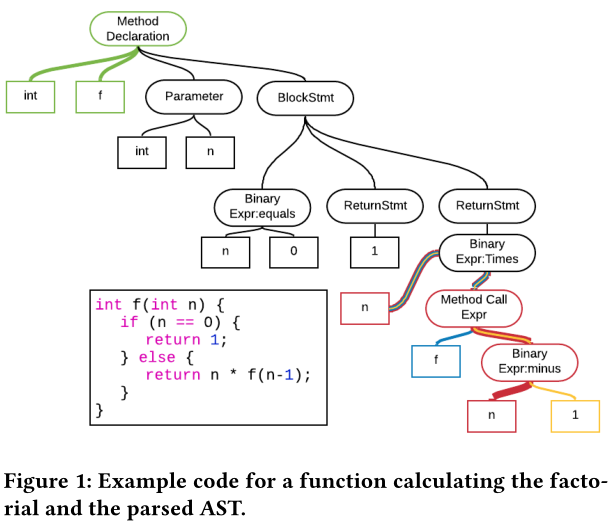 Method
Declaration
int
f
Parameter
BlockStmt
int
n
Binary
Expr:equals
ReturnStmt
ReturnStmt
n
0
1
Binary
Expr:Times
n
Method Call
Expr
f
Binary
Expr:minus
n
1
int f(int n) {
if (n == 0) {
return 1;
} else {
return n * f(n-1);
}
}
Figure 1: Example code for a function calculating the facto-
rial and the parsed AST.